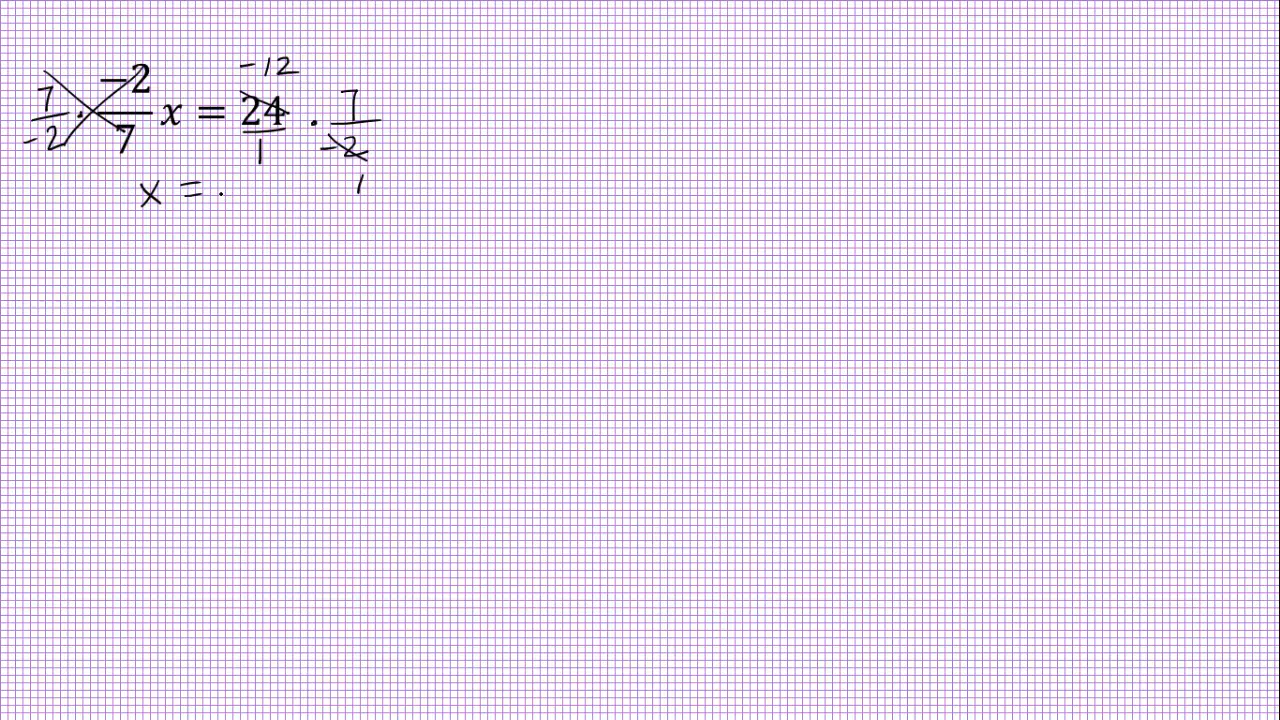 -12
7/-2 · -2/7 x = 24/1 · 7/-2
1
x = .